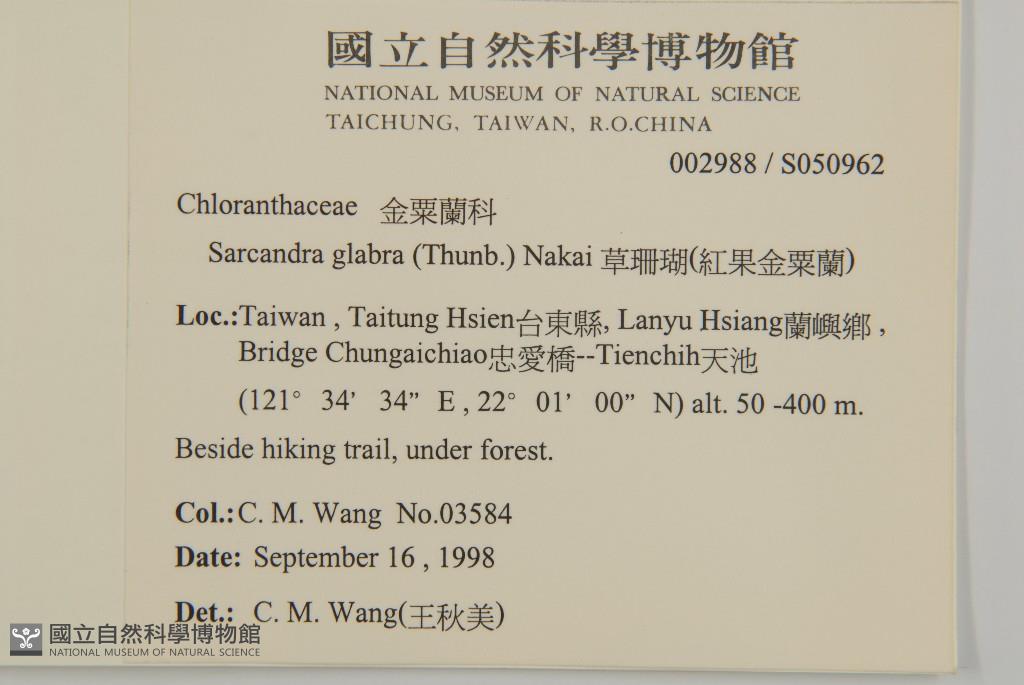 國立自然科學博物館
NATIONAL MUSEUM OF NATURAL SCIENCE
TAICHUNG, TAIWAN, R.O.CHINA
002988 / S050962
Chloranthaceae 金粟蘭科
Sarcandra glabra (Thunb.) Nakai 草珊瑚(紅果金粟蘭)
Loc.:Taiwan , Taitung Hsien台東縣, Lanyu Hsiang蘭嶼鄉 ,
Bridge Chungaichiao忠愛橋--Tienchih天池
(121° 34’ 34” E , 22° 01’ 00” N) alt. 50 -400 m.
Beside hiking trail, under forest.
Col.:C. M. Wang No.03584
Date: September 16 , 1998
Det.: C. M. Wang(王秋美)
國立自然科學博物館
NATIONAL MUSEUM OF NATURAL SCIENCE